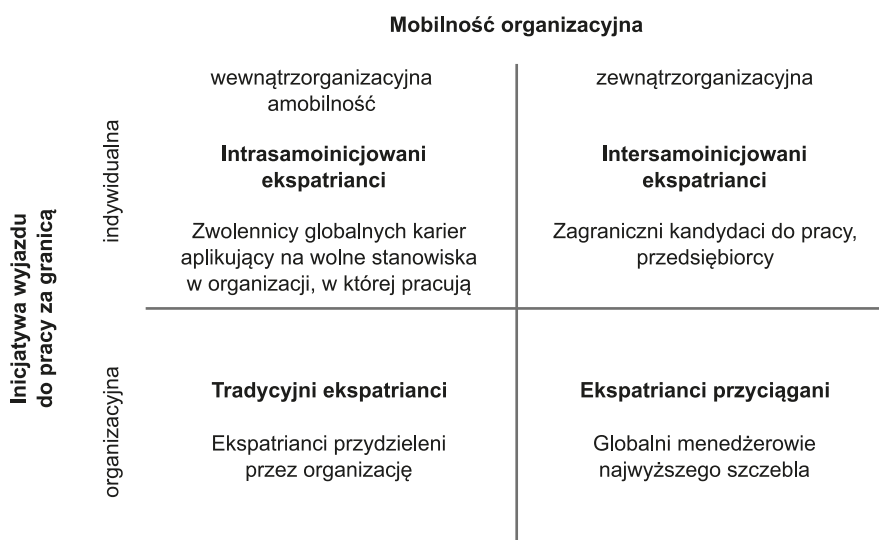 Mobilność organizacyjna
wewnątrzorganizacyjna
amobilność
zewnątrzorganizacyjna
Inicjatywa wyjazdu
do pracy za granicą
indywidualna
Intrasamoinicjowani
ekspatrianci
Zwolennicy globalnych karier
aplikujący na wolne stanowiska
w organizacji, w której pracują
Intersamoinicjowani
ekspatrianci
Zagraniczni kandydaci do pracy,
przedsiębiorcy
organizacyjna
Tradycyjni ekspatrianci
Ekspatrianci przydzieleni
przez organizację
Ekspatrianci przyciągani
Globalni menedżerowie
najwyższego szczebla